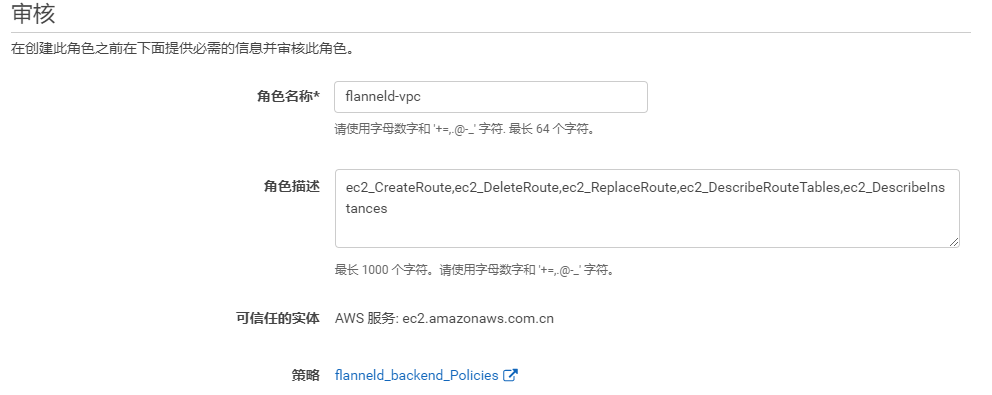 审核
在创建此角色之前在下面提供必需的信息并审核此角色。
角色名称* flanneld-vpc
请使用字母数字和 '+=,.@-_' 字符. 最长 64 个字符。
角色描述 ec2_CreateRoute,ec2_DeleteRoute,ec2_ReplaceRoute,ec2_DescribeRouteTables,ec2_DescribeIns
tances
最长 1000 个字符。请使用字母数字和 '+=,.@-_' 字符。
可信任的实体 AWS 服务: ec2.amazonaws.com.cn
策略 flanneld_backend_Policies